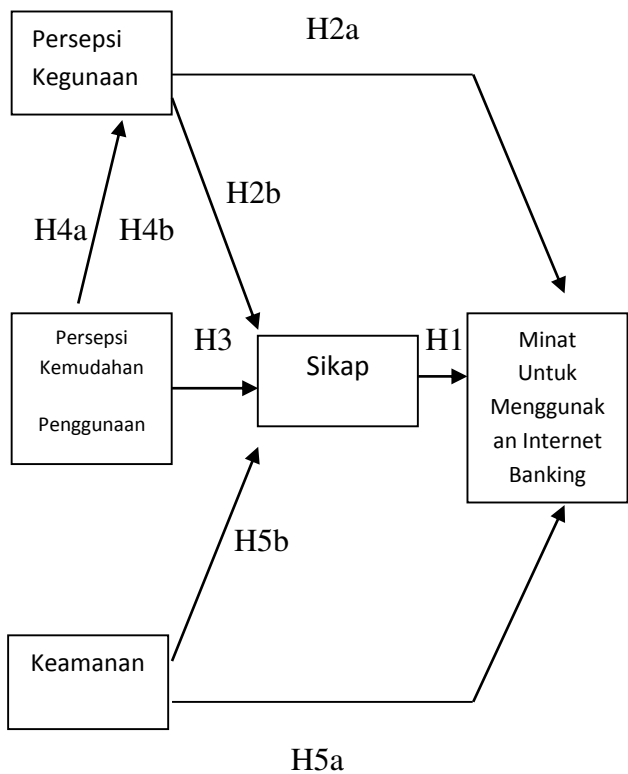 H2a
Persepsi
Kegunaan
H2b
H4a
H4b
Persepsi
Kemudahan
Penggunaan
H3
Sikap
H1
Minat
Untuk
Menggunak
an Internet
Banking
H5b
Keamanan
H5a